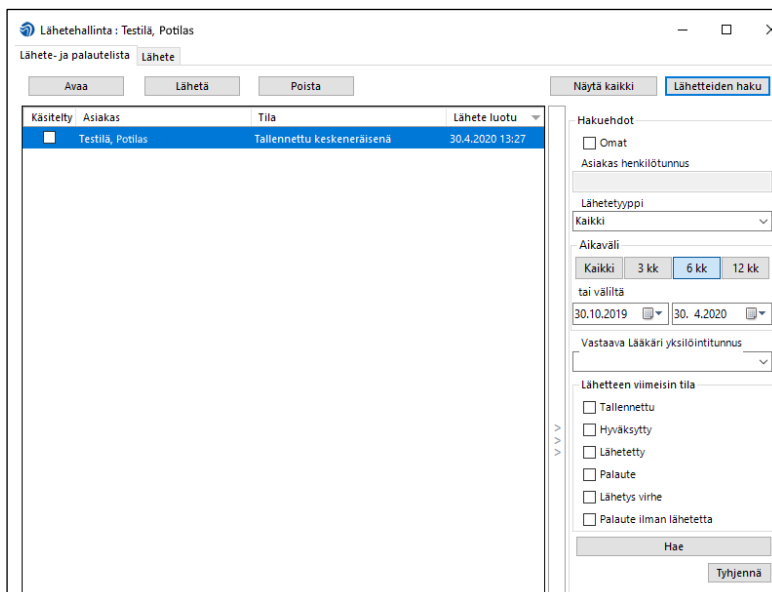 Lähetehallinta : Testilä, Potilas
Lähete- ja palautelista Lähete
Avaa Lähetä Poista Näytä kaikki Lähetteiden haku
Käsitelty Asiakas Tila Lähete luotu
Testilä, Potilas Tallennettu keskeneräisenä 30.4.2020 13:27
Hakuehdot
Omat
Asiakas henkilötunnus
Lähetetyyppi
Kaikki
Aikaväli
Kaikki 3 kk 6 kk 12 kk
tai väliltä
30.10.2019 30. 4.2020
Vastaava Lääkäri yksilöintitunnus
Lähetteen viimeisin tila
Tallennettu
Hyväksytty
Lähetetty
Palaute
Lähetys virhe
Palaute ilman lähetetta
Hae
Tyhjennä